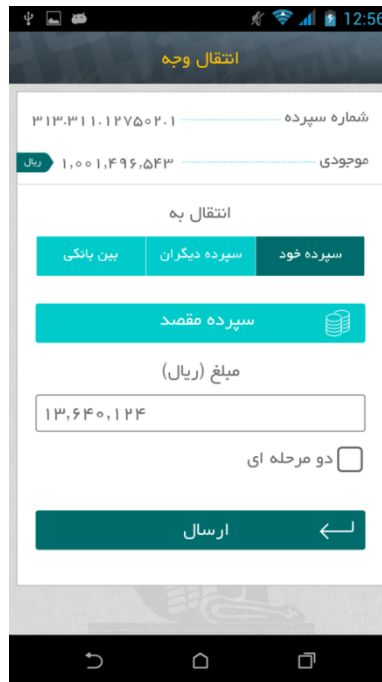 12:56
انتقال وجه
شماره سپرده ۳۱۳.۳۱۱.۱۲۷۵۰۲.۱
موجودی ۱,۰۰۱,۴۹۶,۵۴۳ ریال
انتقال به
سپرده خود سپرده دیگران بین بانکی
سپرده مقصد
مبلغ (ریال)
۱۳,۶۴۰,۱۲۴
دو مرحله ای
ارسال